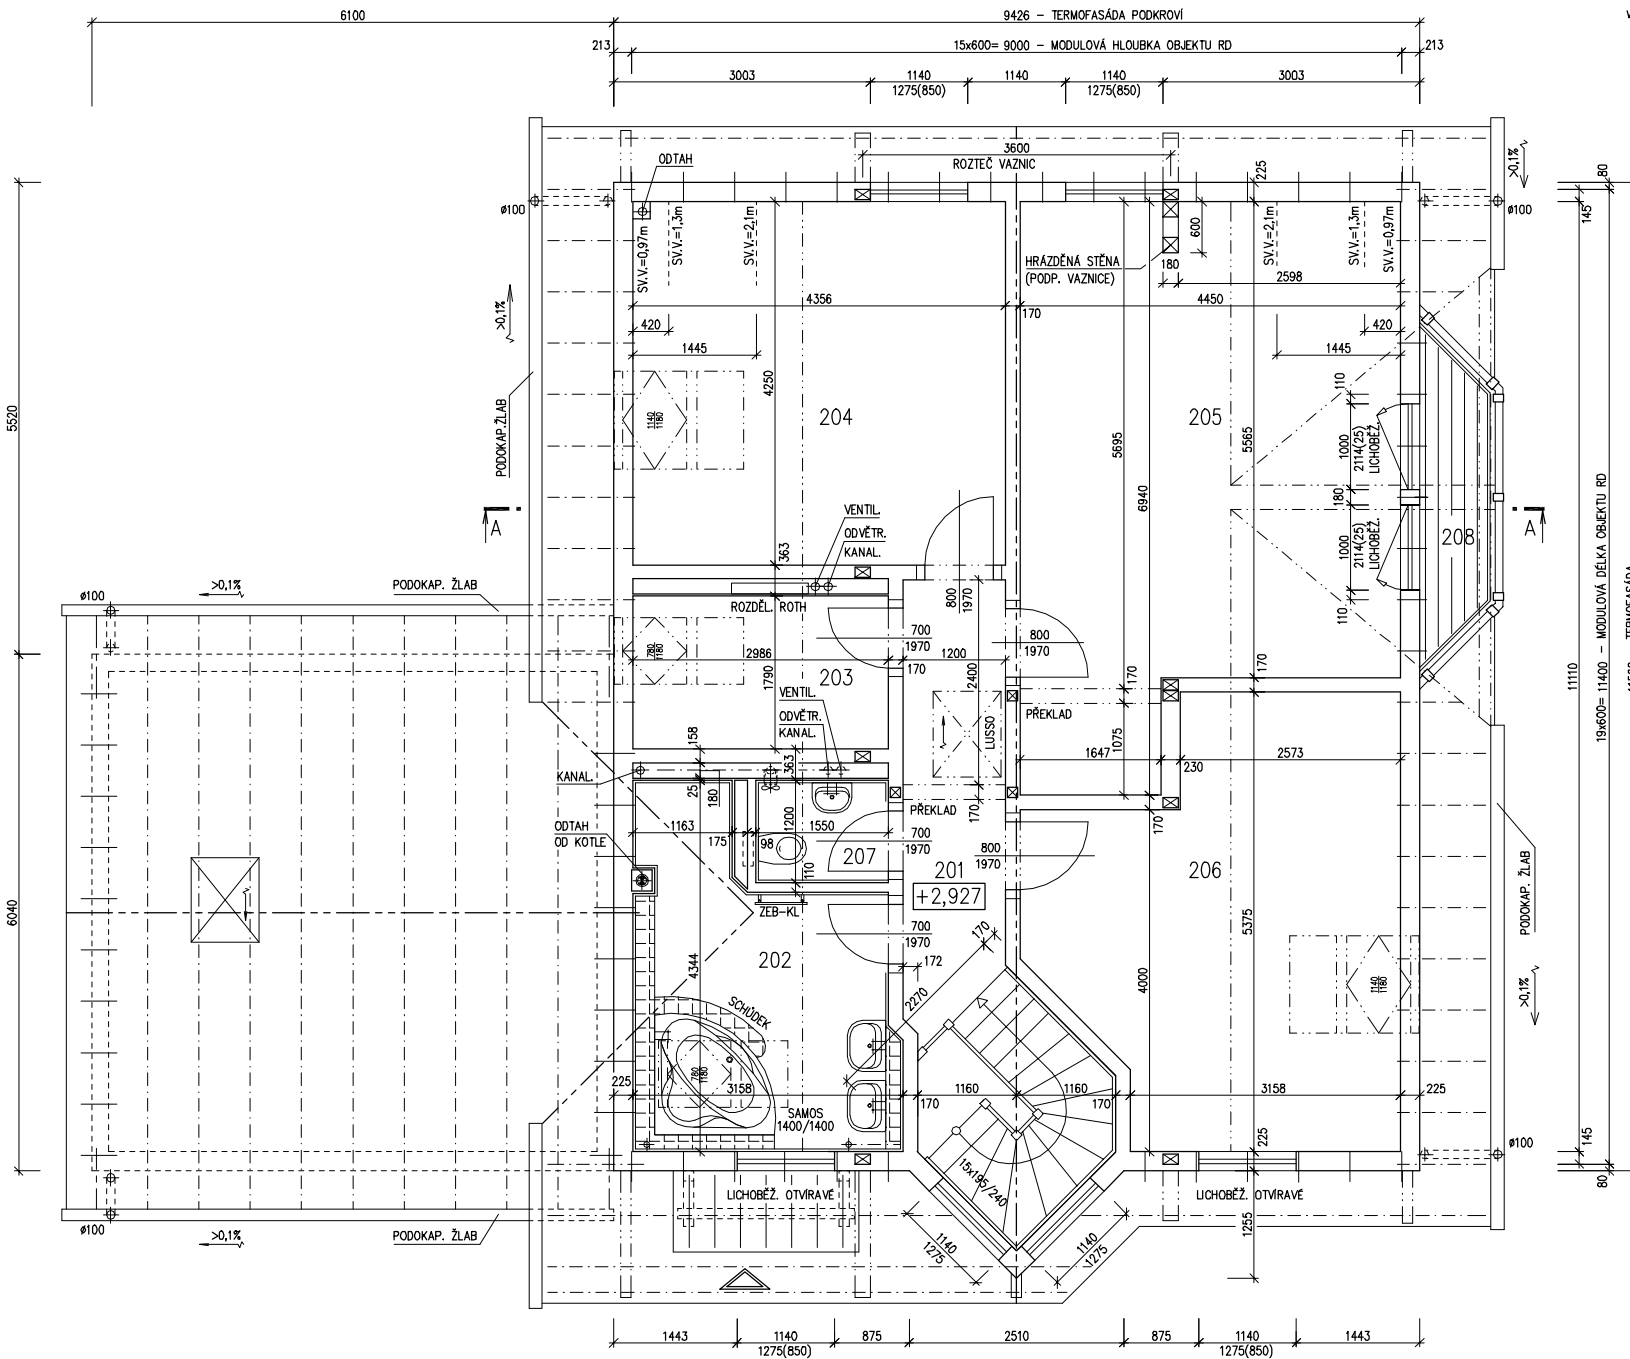 6100
9426 – TERMOFASÁDA PODKROVÍ
213
15x600= 9000 – MODULOVÁ HLOUBKA OBJEKTU RD
213
3003
1140
1275(850)
1140
1140
1275(850)
3003
3600
ROZTEČ VAZNIC
225
>0,1%
80
145
ODTAH
ø100
ø100
SV.V.=0,97m
SV.V.=1,3m
SV.V.=2,1m
HRÁZDĚNÁ STĚNA
(PODP. VAZNICE)
600
180
SV.V.=2,1m
SV.V.=1,3m
SV.V.=0,97m
2598
>0,1%
4356
170
4450
420
1445
420
1445
4250
1140
1180
204
205
5695
6940
5565
110
1000
2114(25)
LICHOBĚŽ.
180
1000
2114(25)
LICHOBĚŽ.
110
208
5520
PODOKAP.ŽLAB
A
A
VENTIL.
ODVĚTR.
KANAL.
363
11110
19x600= 11400 – MODULOVÁ DÉLKA OBJEKTU RD
ø100
>0,1%
PODOKAP. ŽLAB
ROZDĚL. ROTH
800
1970
700
1970
800
1970
780
1180
2986
170
1200
1790
203
2400
170
170
VENTIL.
ODVĚTR.
KANAL.
LUSSO
PŘEKLAD
1075
158
363
1647
230
2573
KANAL.
25
180
1163
175
98
1200
1550
PŘEKLAD
170
170
ODTAH
OD KOTLE
110
207
700
1970
201
+2,927
800
1970
206
PODOKAP. ŽLAB
ZEB-KL
700
1970
170
5375
6040
4344
202
172
2270
4000
1140
1180
>0,1%
SCHŮDEK
780
1180
225
3158
170
1160
1160
170
3158
225
SAMOS
1400/1400
15x195/240
225
145
80
ø100
LICHOBĚŽ. OTVÍRAVÉ
LICHOBĚŽ. OTVÍRAVÉ
1255
ø100
>0,1%
PODOKAP. ŽLAB
1140
1275
1140
1275
1443
1140
1275(850)
875
2510
875
1140
1275(850)
1443